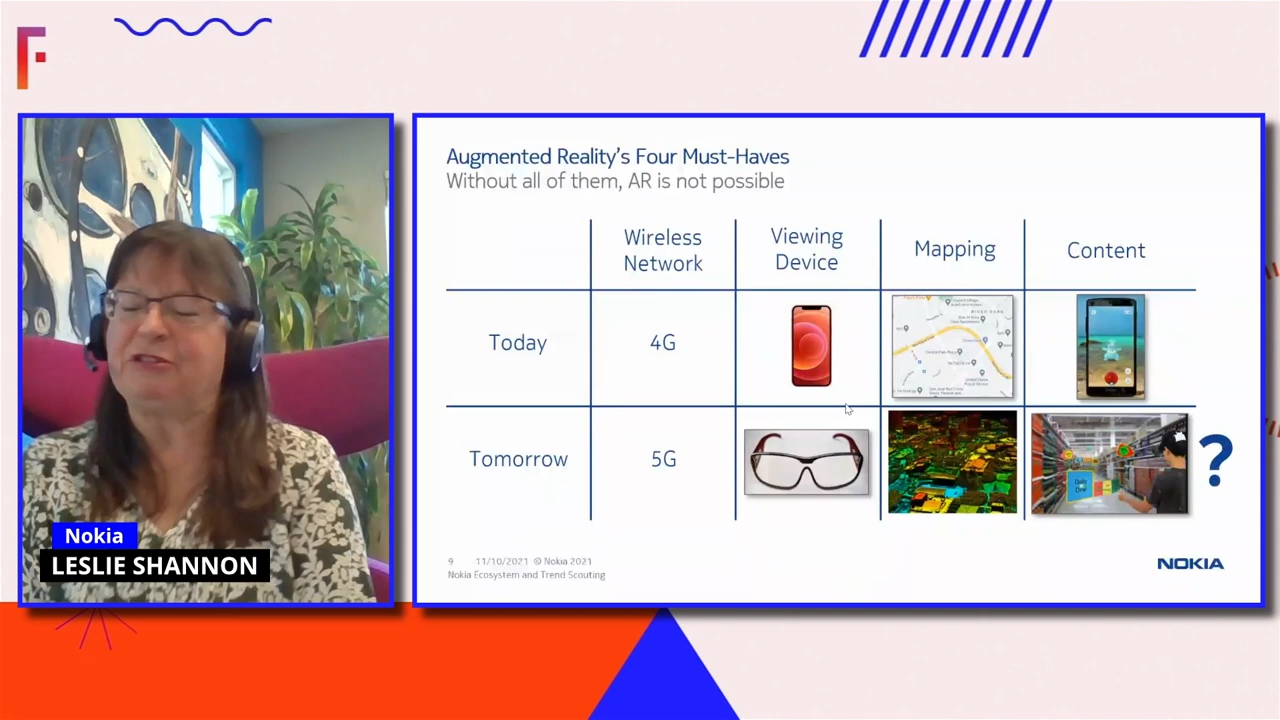 F
Augmented Reality's Four Must-Haves
Without all of them, AR is not possible
Wireless
Network
Viewing
Device
Mapping
Content
Today
4G
Tomorrow
5G
?
Daily
Nokia
LESLIE SHANNON
9 11/10/2021 © Nokia 2021
Nokia Ecosystem and Trend Scouting
NOKIA